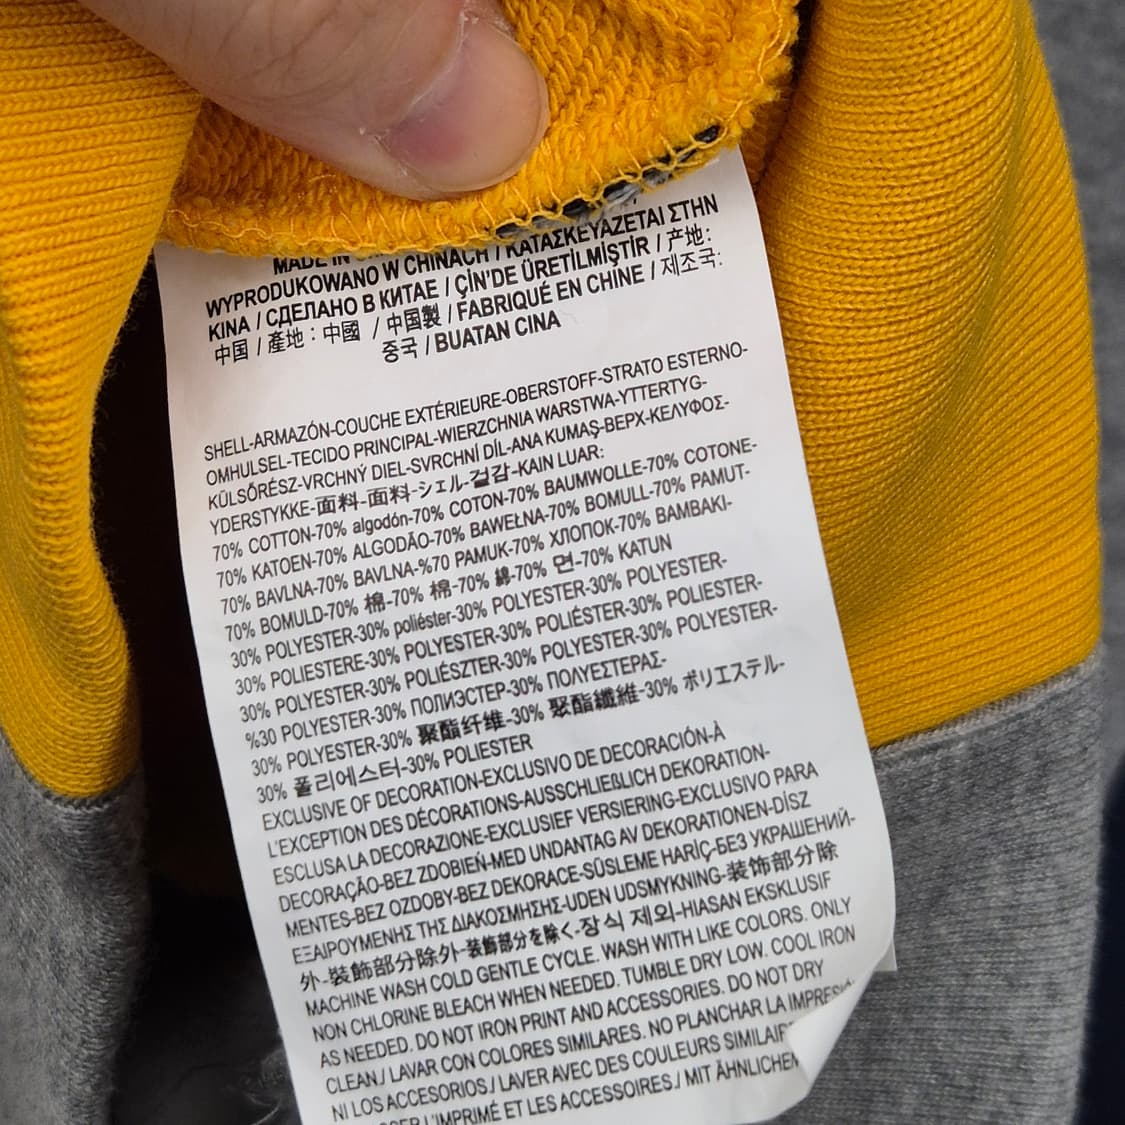 MADE IN
WYPRODUKOWANO W CHINACH / ΚΑΤΑΣΚΕΥΑΖΕΤΑΙ ΣΤΗΝ
ΚΙΝΑ / СДЕЛАНО В КИТАЕ / ÇİN'DE ÜRETİLMİŞTİR / 产地:
中国 / 產地：中國 / 中国製 / FABRIQUÉ EN CHINE / 제조국:
중국 / BUATAN CINA
SHELL-ARMAZÓN-COUCHE EXTÉRIEURE-OBERSTOFF-STRATO ESTERNO-
OMHULSEL-TECIDO PRINCIPAL-WIERZCHNIA WARSTWA-YTTERTYG-
KÜLSŐRÉSZ-VRCHNÝ DIEL-SVRCHNÍ DÍL-ANA KUMAŞ-ВЕРХ-ΚΕΛΥΦΟΣ-
YDERSTYKKE-面料-面料-シェル-겉감-KAIN LUAR:
70% COTTON-70% algodón-70% COTON-70% BAUMWOLLE-70% COTONE-
70% KATOEN-70% ALGODÃO-70% BAWEŁNA-70% BOMULL-70% PAMUT-
70% BAVLNA-70% BAVLNA-%70 PAMUK-70% ХЛОПОК-70% ΒΑΜΒΑΚΙ-
70% BOMULD-70% 棉-70% 棉-70% 綿-70% 면-70% KATUN
30% POLYESTER-30% poliéster-30% POLYESTER-30% POLYESTER-
30% POLIESTERE-30% POLYESTER-30% POLIÉSTER-30% POLIESTER-
30% POLYESTER-30% POLIÉSZTER-30% POLYESTER-30% POLYESTER-
%30 POLYESTER-30% ПОЛИЭСТЕР-30% ΠΟΛΥΕΣΤΕΡΑΣ-
30% POLYESTER-30% 聚酯纤维-30% 聚酯纖維-30% ポリエステル-
30% 폴리에스터-30% POLIESTER
EXCLUSIVE OF DECORATION-EXCLUSIVO DE DECORACIÓN-À
L'EXCEPTION DES DÉCORATIONS-AUSSCHLIEßLICH DEKORATION-
ESCLUSA LA DECORAZIONE-EXCLUSIEF VERSIERING-EXCLUSIVO PARA
DECORAÇÃO-BEZ ZDOBIEŃ-MED UNDANTAG AV DEKORATIONEN-DÍSZ
MENTES-BEZ OZDOBY-BEZ DEKORACE-SÜSLEME HARİÇ-БЕЗ УКРАШЕНИЙ-
ΕΞΑΙΡΟΥΜΕΝΗΣ ΤΗΣ ΔΙΑΚΟΣΜΗΣΗΣ-UDEN UDSMYKNING-装饰部分除
外-裝飾部分除外-装飾部分を除く-장식 제외-HIASAN EKSKLUSIF
MACHINE WASH COLD GENTLE CYCLE. WASH WITH LIKE COLORS. ONLY
NON CHLORINE BLEACH WHEN NEEDED. TUMBLE DRY LOW. COOL IRON
AS NEEDED. DO NOT IRON PRINT AND ACCESSORIES. DO NOT DRY
CLEAN./ LAVAR CON COLORES SIMILARES. NO PLANCHAR LA
NI LOS ACCESORIOS./ LAVER AVEC DES COULEURS
L'IMPRIMÉ ET LES ACCESSOIRES./ MIT ÄHNLICHEN